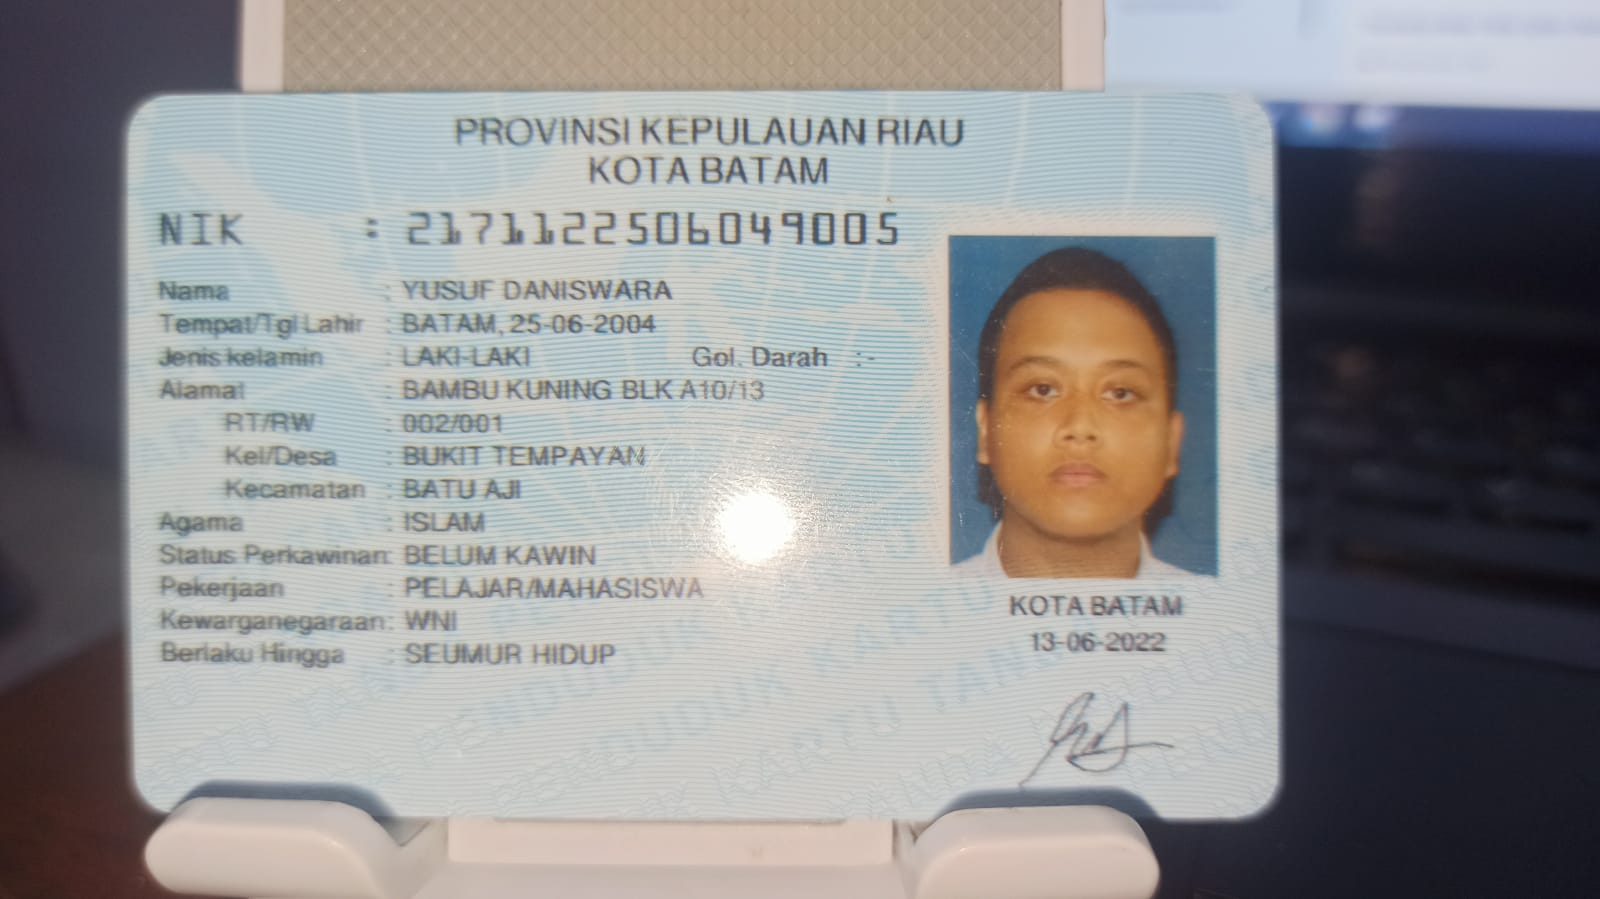 PROVINSI KEPULAUAN RIAU
KOTA BATAM
NIK : 2171122506049005
Nama : YUSUF DANISWARA
Tempat/Tgl Lahir : BATAM, 25-06-2004
Jenis kelamin : LAKI-LAKI Gol. Darah :-
Alamat : BAMBU KUNING BLK A10/13
RT/RW : 002/001
Kel/Desa : BUKIT TEMPAYAN
Kecamatan : BATU AJI
Agama : ISLAM
Status Perkawinan: BELUM KAWIN
Pekerjaan : PELAJAR/MAHASISWA
Kewarganegaraan: WNI
Berlaku Hingga : SEUMUR HIDUP
KOTA BATAM
13-06-2022